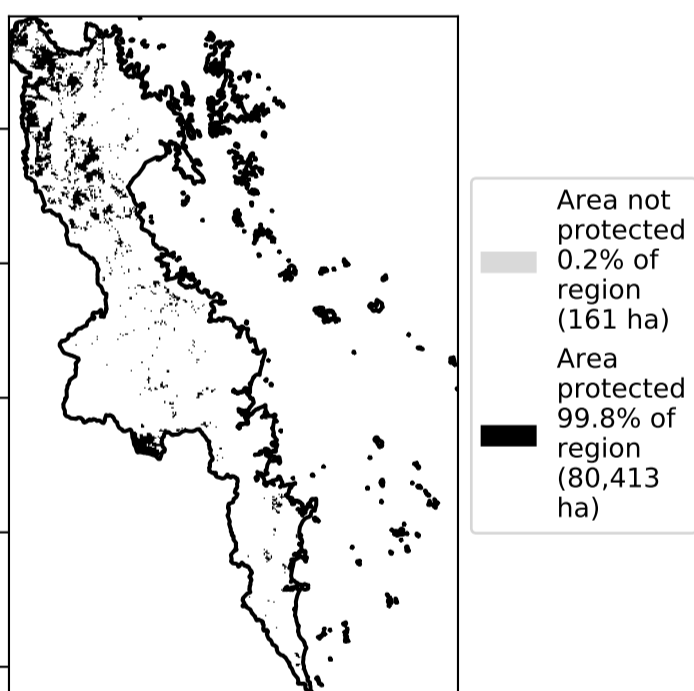 Area not
protected
0.2% of
region
(161 ha)
Area
protected
99.8% of
region
(80,413
ha)